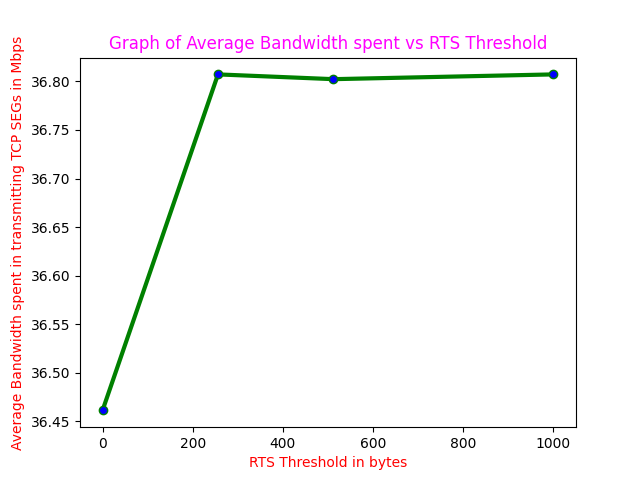 Graph of Average Bandwidth spent vs RTS Threshold
Average Bandwidth spent in transmitting TCP SEGs in Mbps
36.80
36.75
36.70
36.65
36.60
36.55
36.50
36.45
0 200 400 600 800 1000
RTS Threshold in bytes